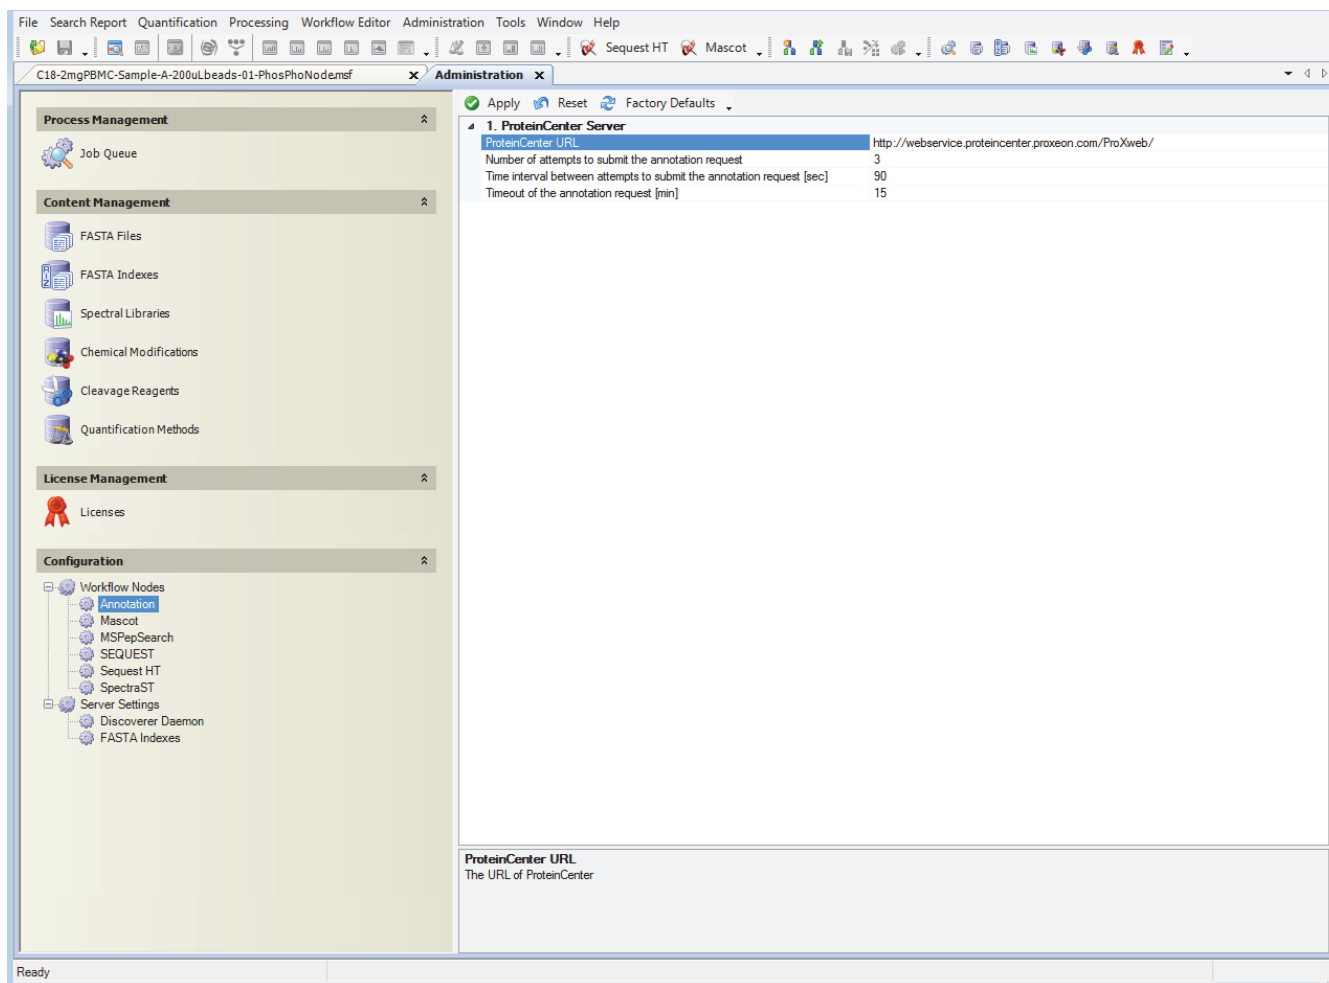 File Search Report Quantification Processing Workflow Editor Administration Tools Window Help
Sequest HT Mascot
C18-2mgPBMC-Sample-A-200uLbeads-01-PhosPhoNode.msf x Administration x
Process Management
Job Queue
Content Management
FASTA Files
FASTA Indexes
Spectral Libraries
Chemical Modifications
Cleavage Reagents
Quantification Methods
License Management
Licenses
Configuration
Workflow Nodes
Annotation
Mascot
MSPepSearch
SEQUEST
Sequest HT
SpectraST
Server Settings
Discoverer Daemon
FASTA Indexes
Apply Reset Factory Defaults
1. ProteinCenter Server
ProteinCenter URL http://webservice.proteincenter.proxeon.com/ProXweb/
Number of attempts to submit the annotation request 3
Time interval between attempts to submit the annotation request [sec] 90
Timeout of the annotation request [min] 15
ProteinCenter URL
The URL of ProteinCenter
Ready